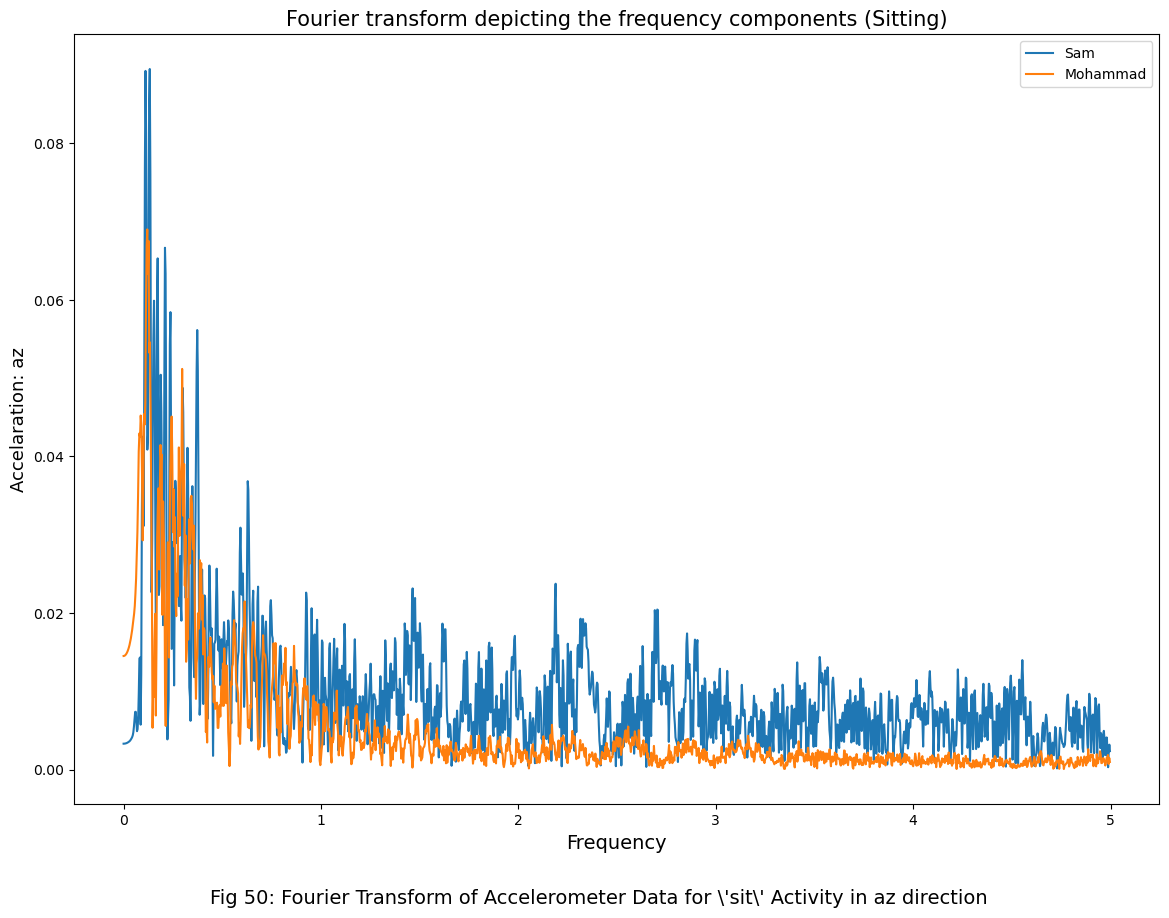 Fourier transform depicting the frequency components (Sitting)
Sam
Mohammad
Accelaration: az
0.08
0.06
0.04
0.02
0.00
0 1 2 3 4 5
Frequency
Fig 50: Fourier Transform of Accelerometer Data for \'sit\' Activity in az direction